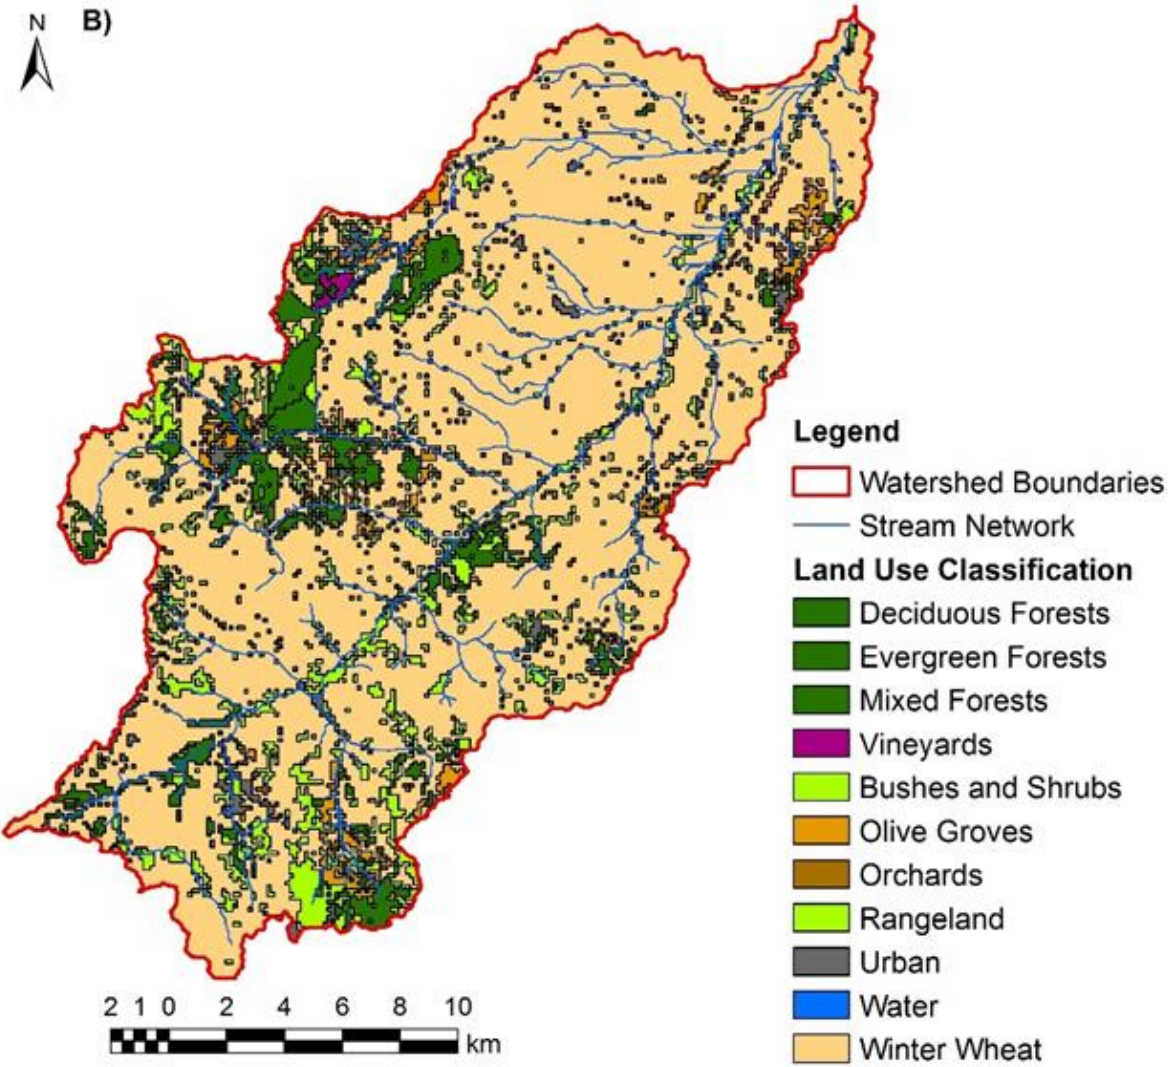 N
B)
Legend
Watershed Boundaries
Stream Network
Land Use Classification
Deciduous Forests
Evergreen Forests
Mixed Forests
Vineyards
Bushes and Shrubs
Olive Groves
Orchards
Rangeland
Urban
Water
Winter Wheat
2 1 0 2 4 6 8 10
km